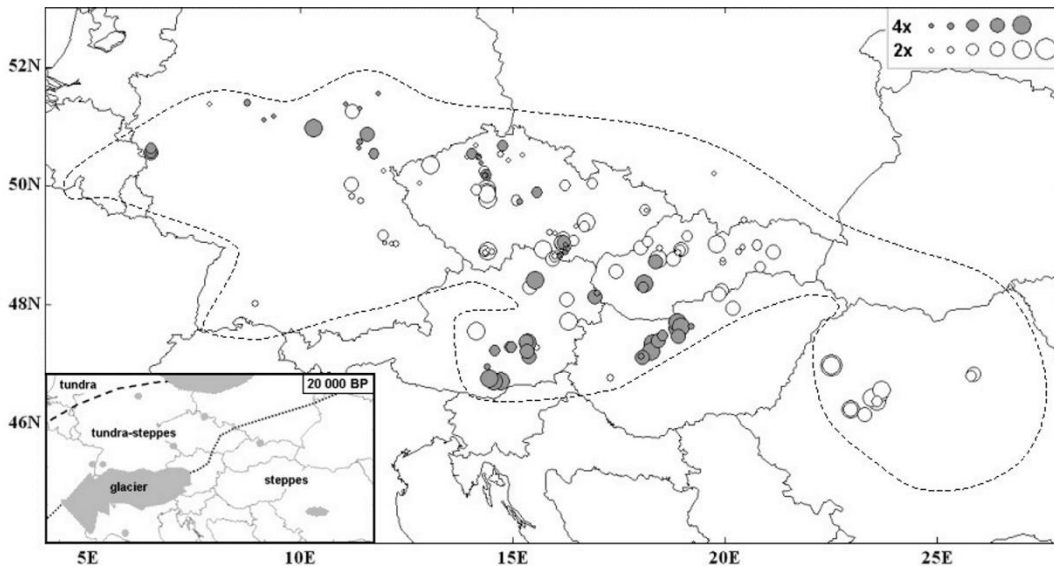 4x
2x
52N
50N
48N
46N
tundra
20 000 BP
tundra-steppes
glacier
steppes
5E 10E 15E 20E 25E